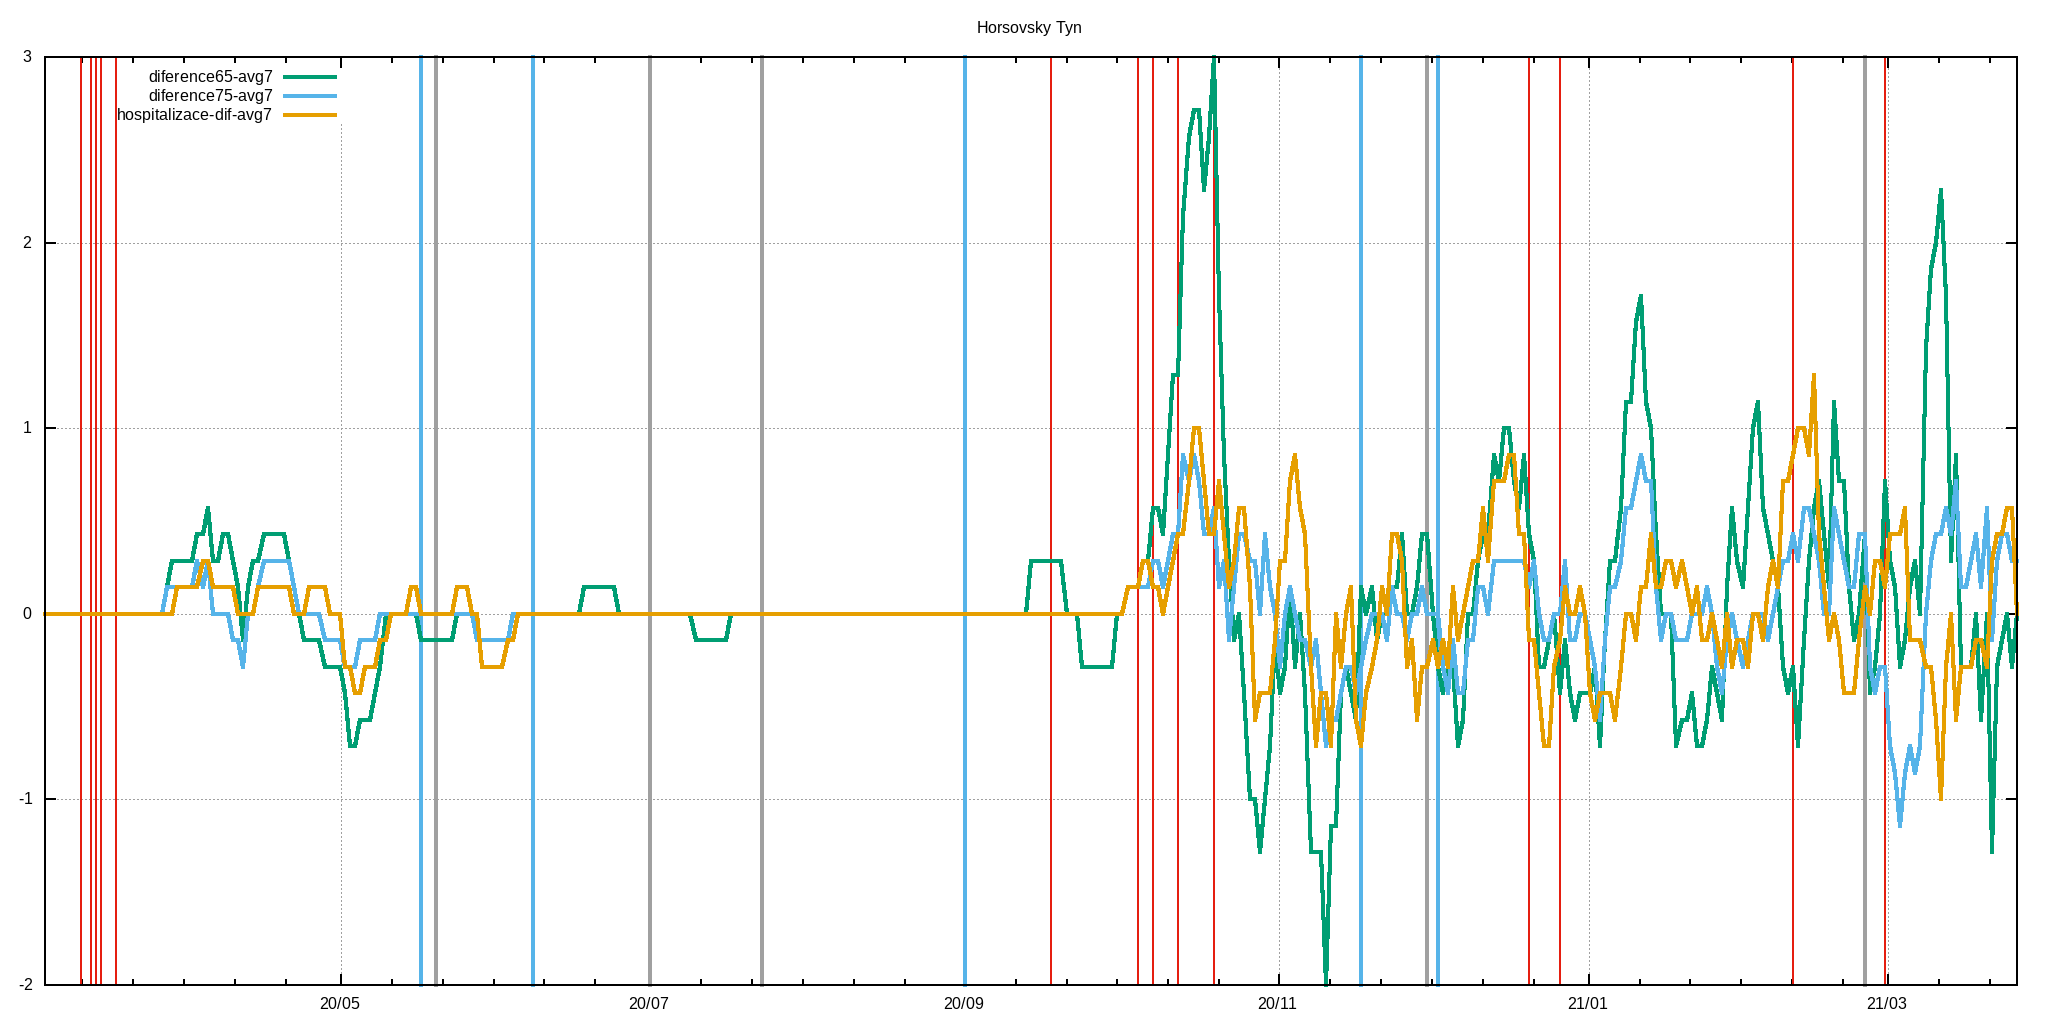 Horsovsky Tyn
diference65-avg7
diference75-avg7
hospitalizace-dif-avg7
3
2
1
0
-1
-2
20/05 20/07 20/09 20/11 21/01 21/03